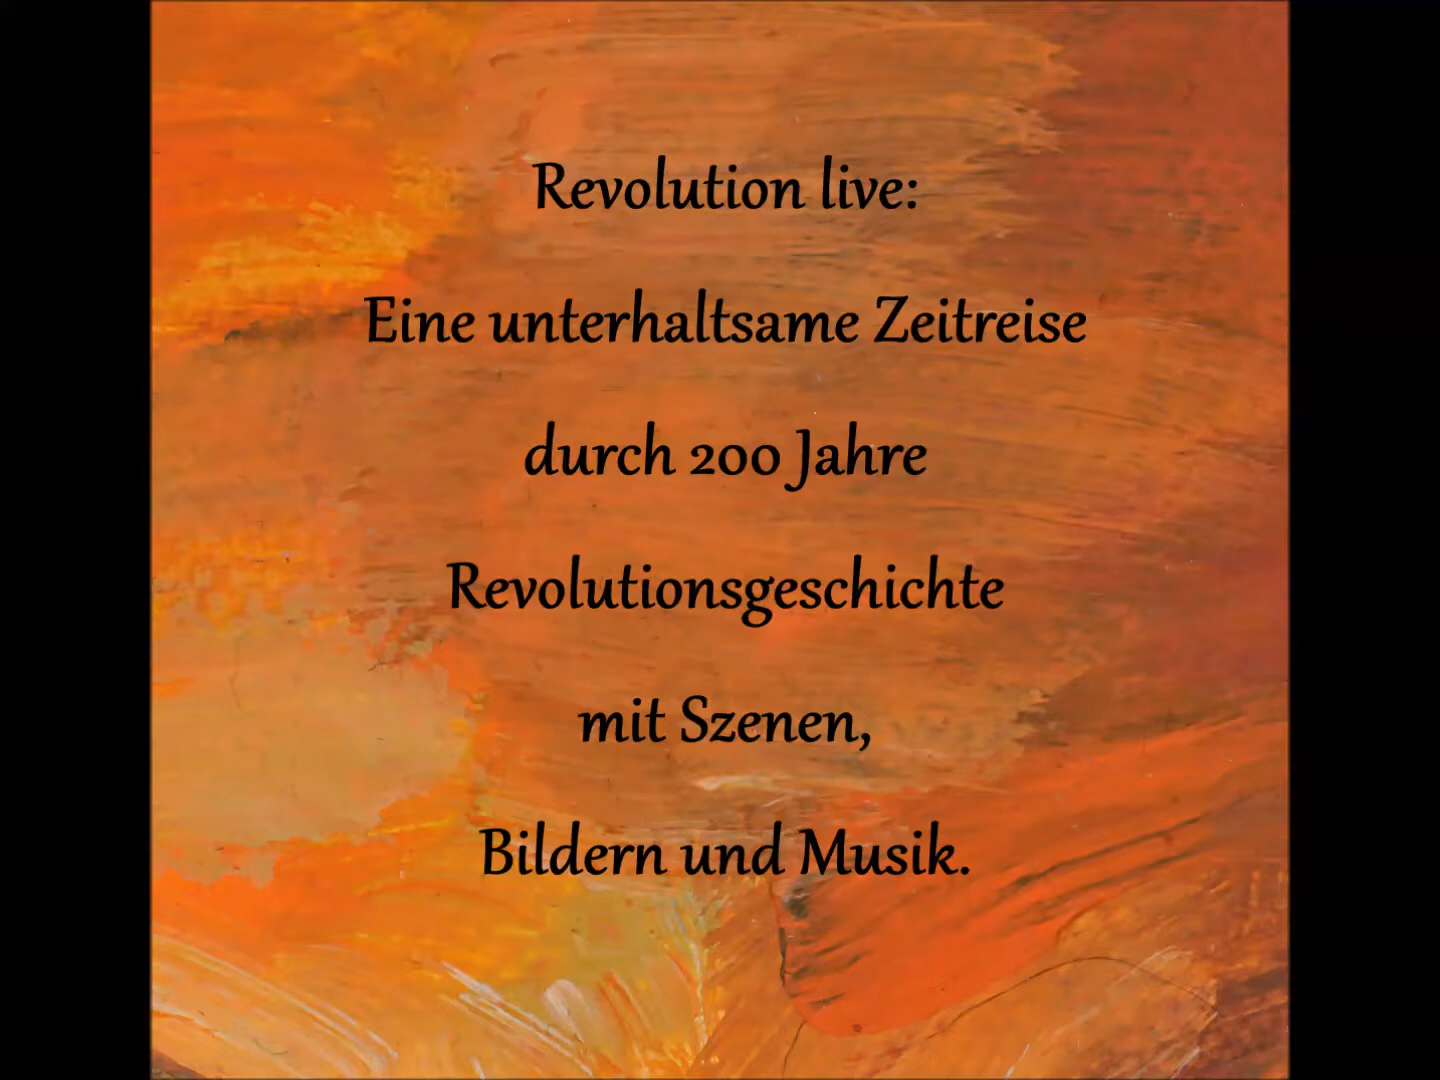 Revolution live:
Eine unterhaltsame Zeitreise
durch 200 Jahre
Revolutionsgeschichte
mit Szenen,
Bildern und Musik.